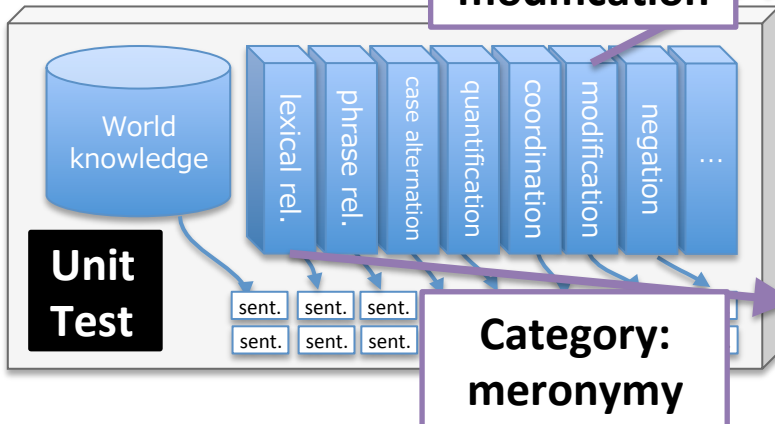 modification
World
knowledge
lexical rel.
phrase rel.
case alternation
quantification
coordination
modification
negation
...
Unit
Test
sent. sent. sent.
sent. sent. sent.
Category:
meronymy